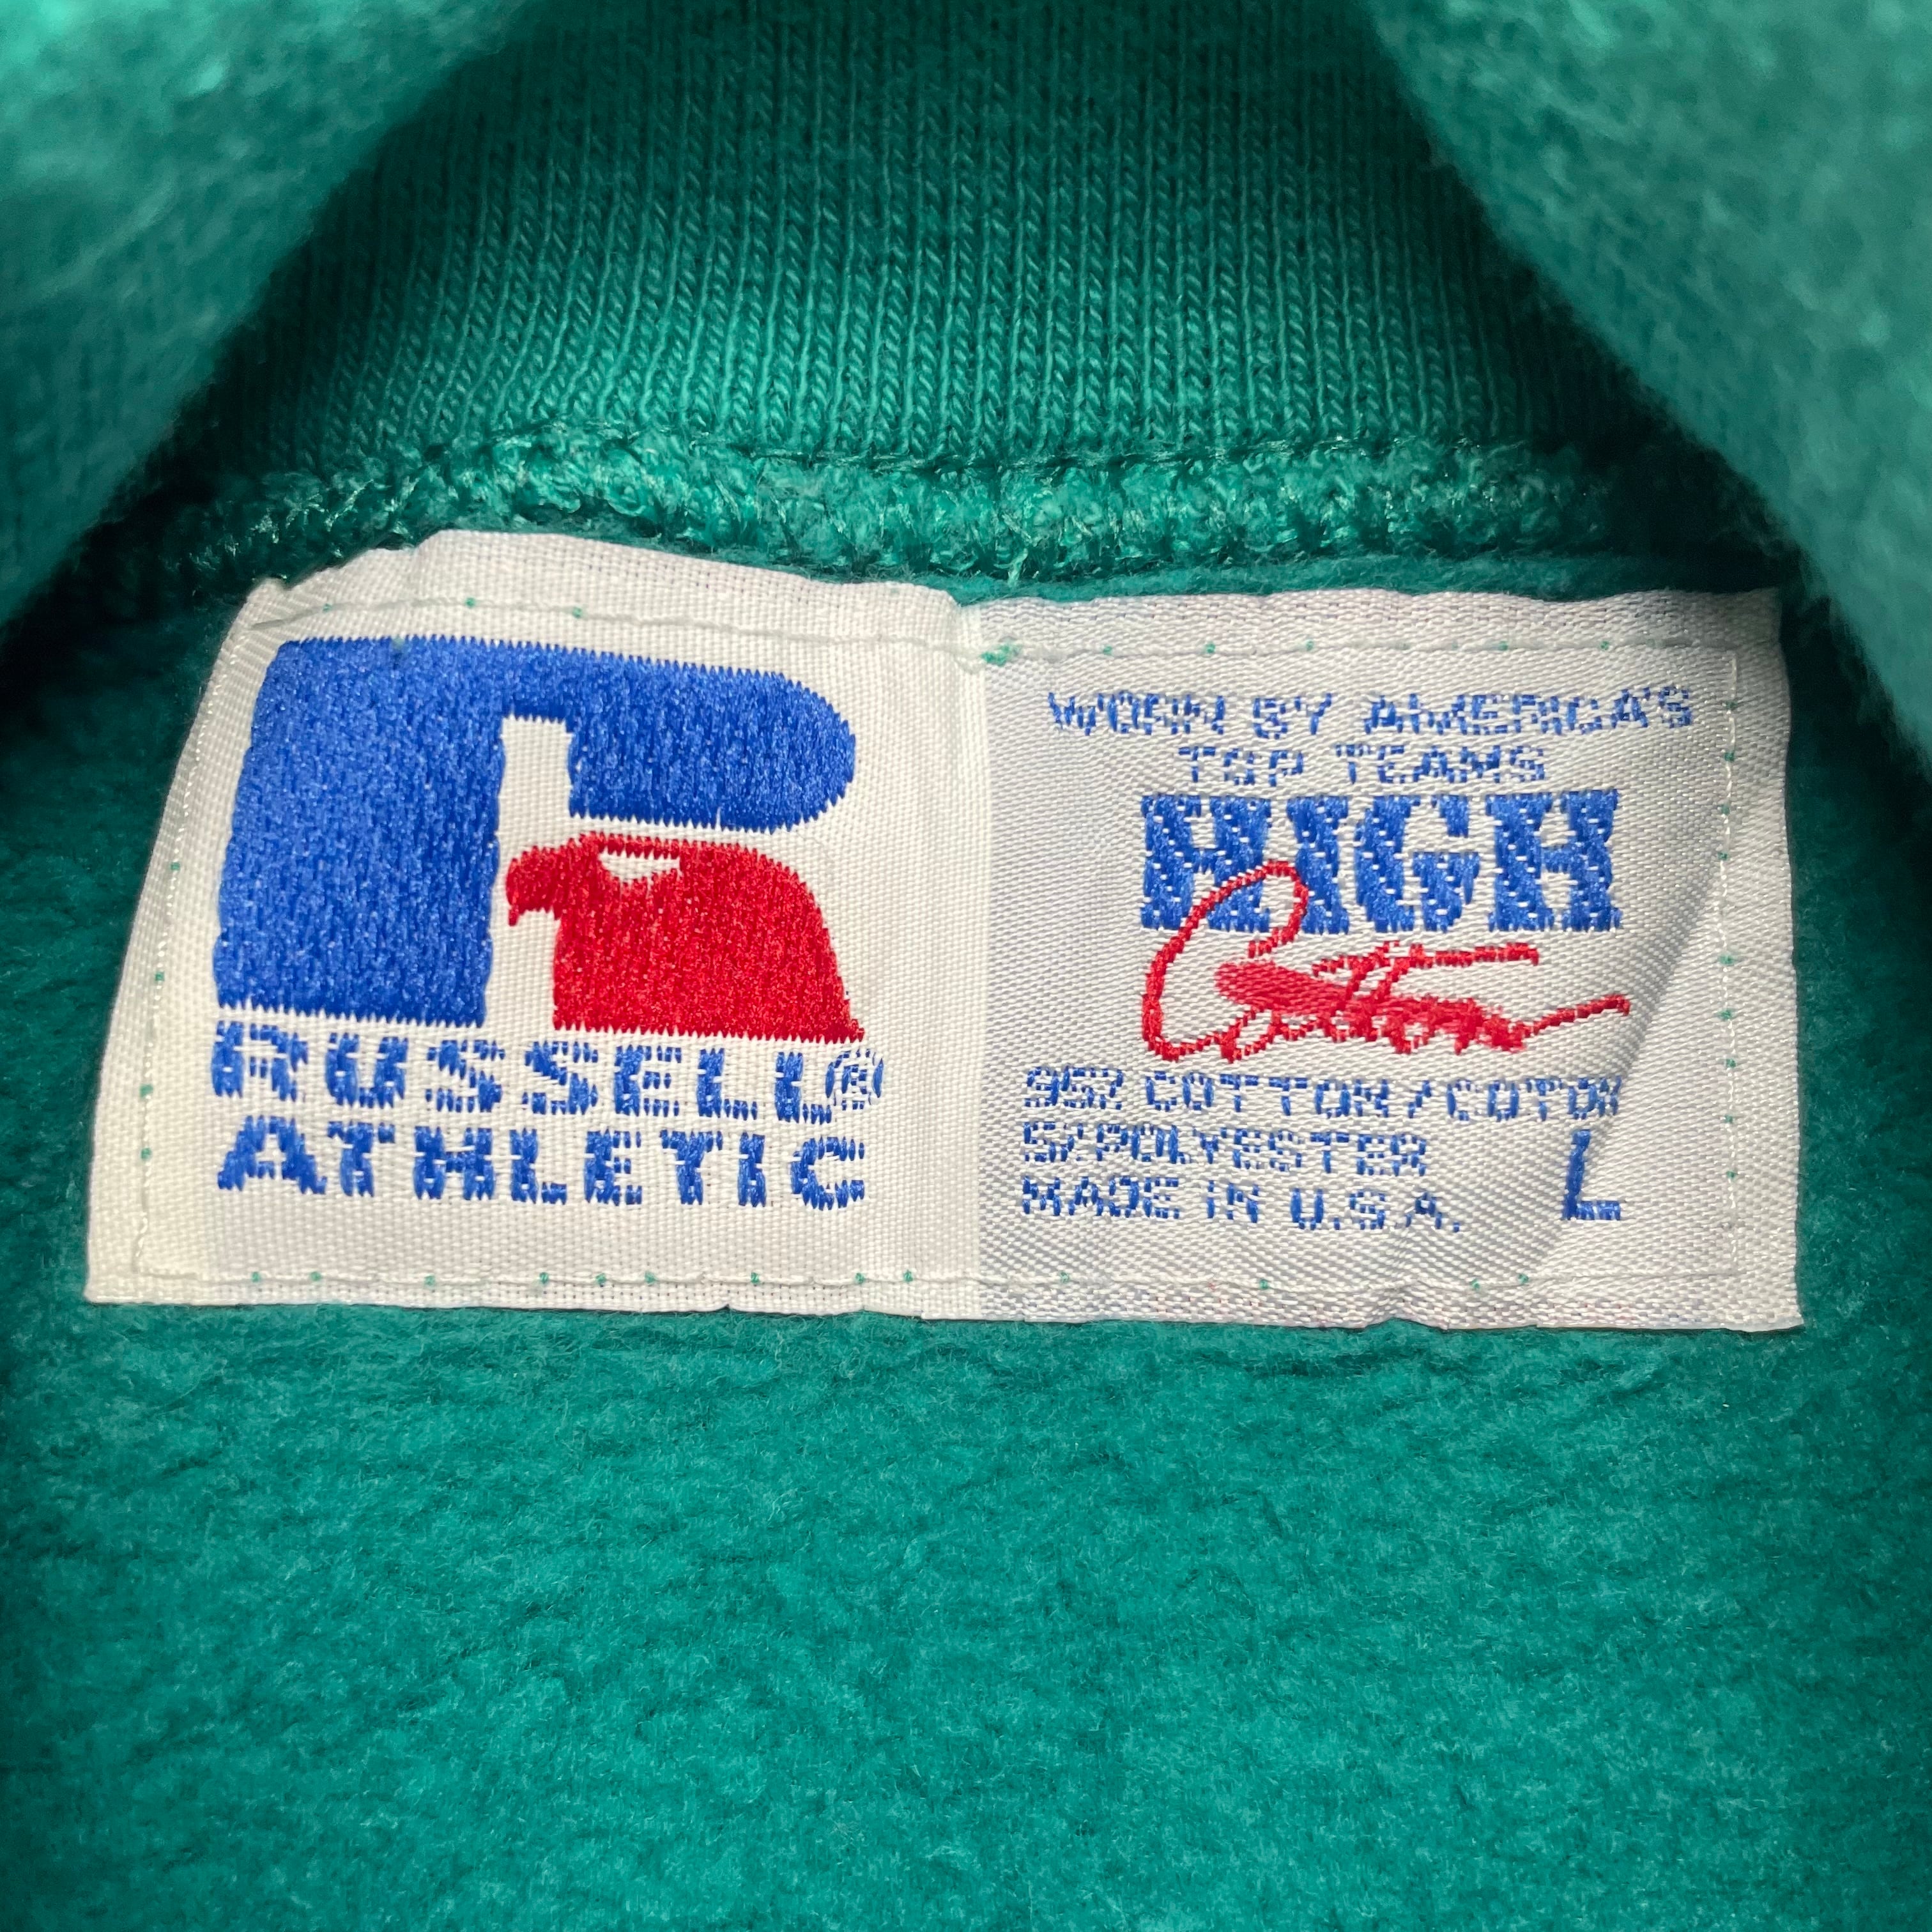 RUSSELL®
ATHLETIC
WORN BY AMERICA'S
TOP TEAMS
HIGH
Cotton
95% COTTON/COTON
5% POLYESTER
MADE IN U.S.A. L